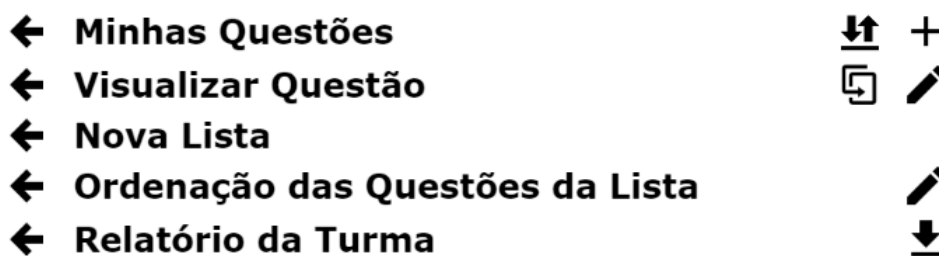 Minhas Questões
Visualizar Questão
Nova Lista
Ordenação das Questões da Lista
Relatório da Turma